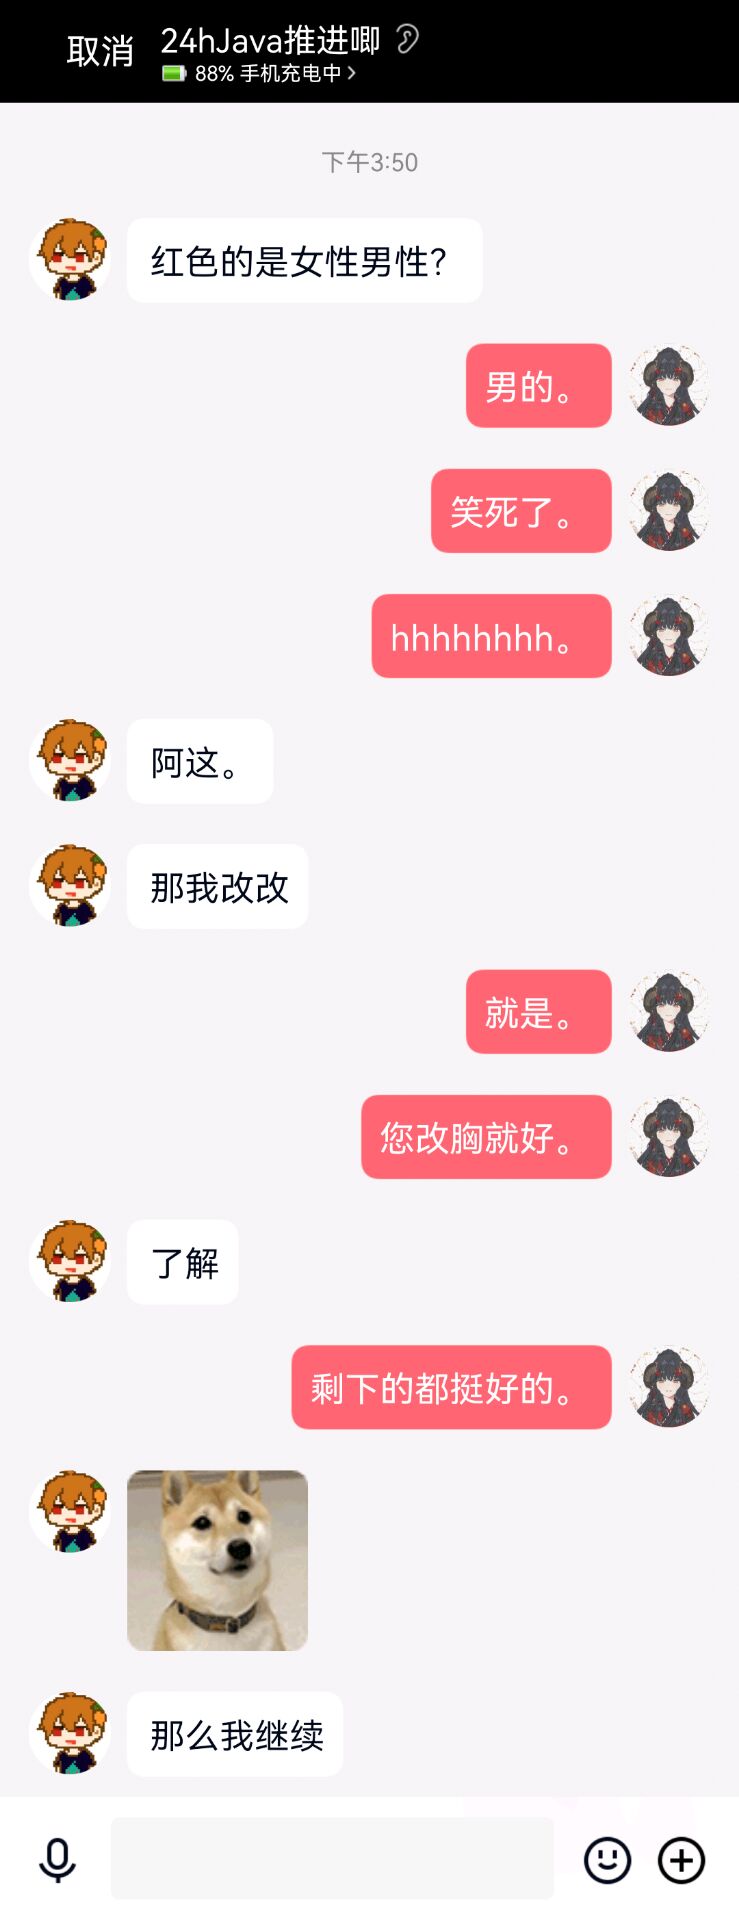 取消
24hJava推进唧
88% 手机充电中
下午3:50
红色的是女性男性?
男的。
笑死了。
hhhhhhhh。
阿这。
那我改改
就是。
您改胸就好。
了解
剩下的都挺好的。
那么我继续